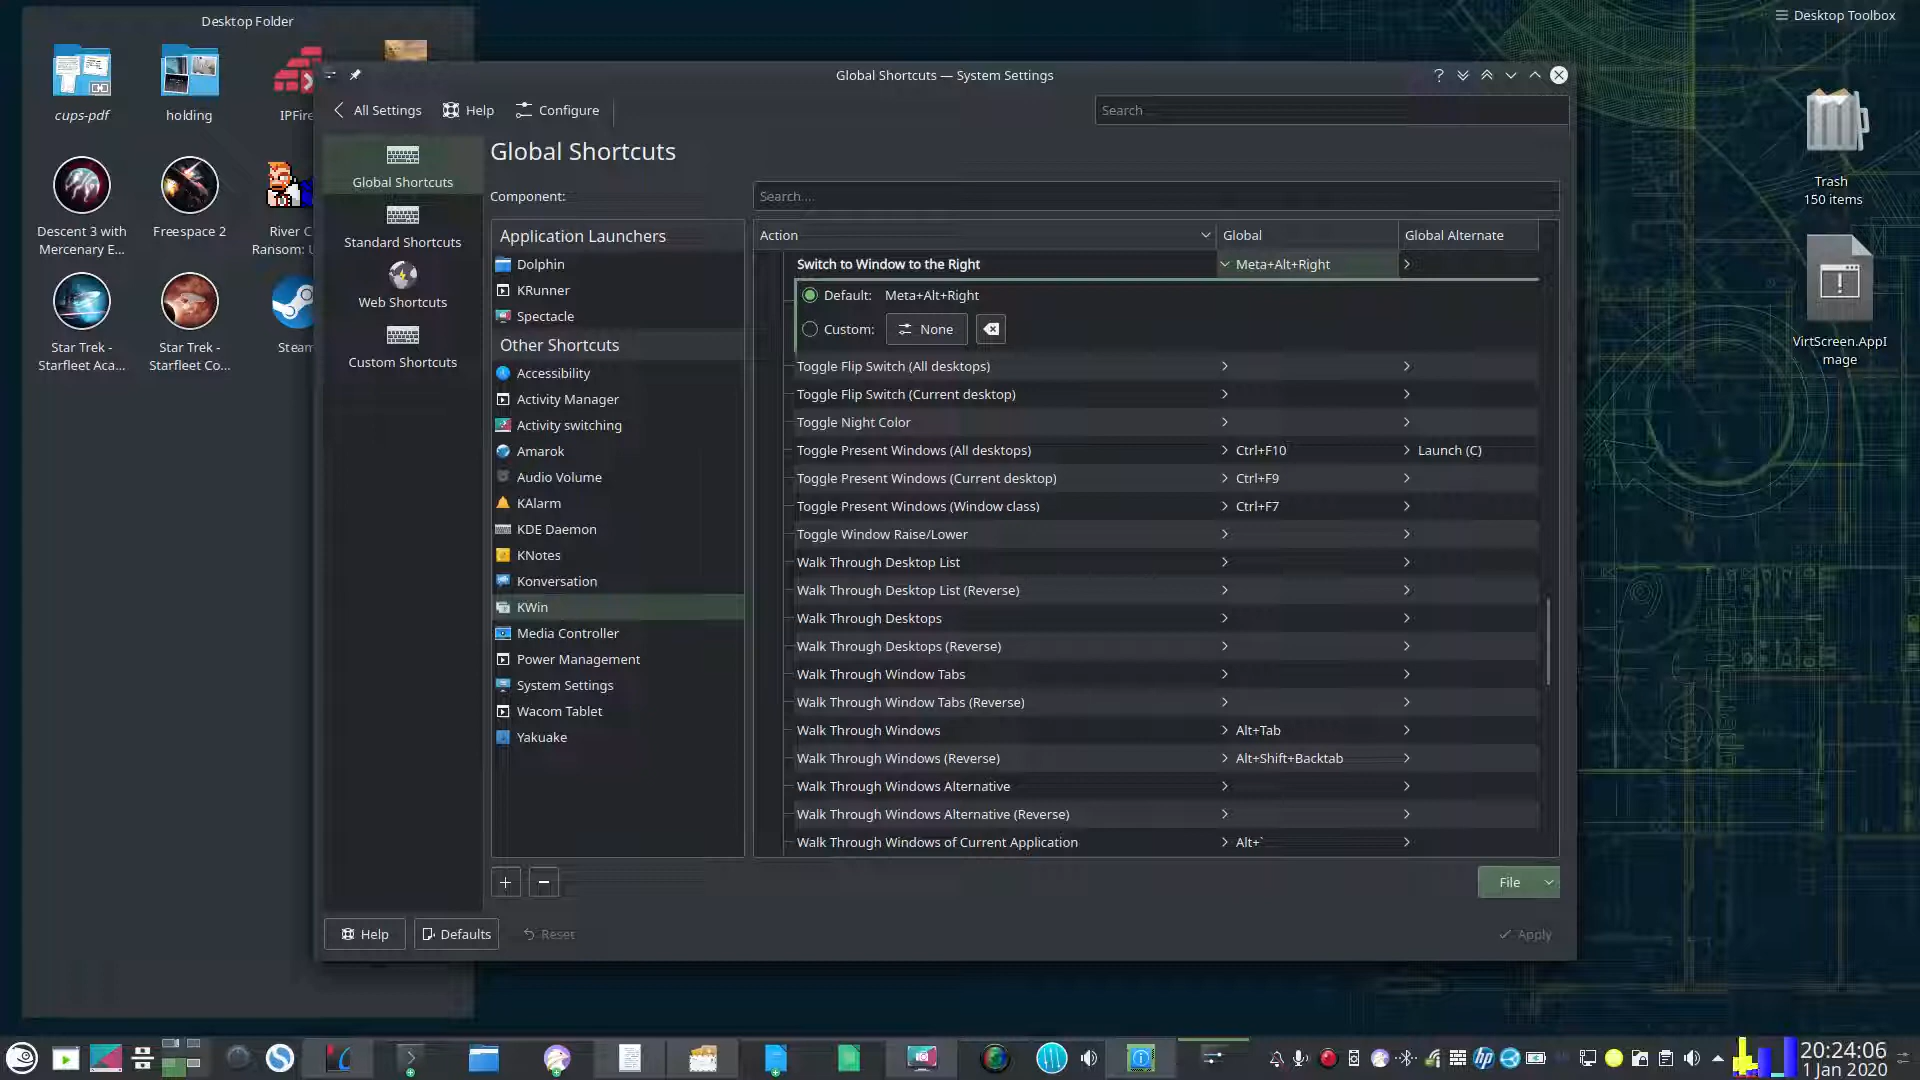 Desktop Folder
Desktop Toolbox
cups-pdf
holding
IPFire
Descent 3 with
Mercenary E...
Freespace 2
River C
Ransom: U
Star Trek -
Starfleet Aca...
Star Trek -
Starfleet Co...
Steam
Trash
150 items
VirtScreen.AppI
mage
Global Shortcuts — System Settings
All Settings
Help
Configure
Search
Global Shortcuts
Standard Shortcuts
Web Shortcuts
Custom Shortcuts
Global Shortcuts
Component:
Search....
Application Launchers
Dolphin
KRunner
Spectacle
Other Shortcuts
Accessibility
Activity Manager
Activity switching
Amarok
Audio Volume
KAlarm
KDE Daemon
KNotes
Konversation
KWin
Media Controller
Power Management
System Settings
Wacom Tablet
Yakuake
Action Global Global Alternate
Switch to Window to the Right Meta+Alt+Right
Default: Meta+Alt+Right
Custom: None
Toggle Flip Switch (All desktops)
Toggle Flip Switch (Current desktop)
Toggle Night Color
Toggle Present Windows (All desktops) Ctrl+F10 Launch (C)
Toggle Present Windows (Current desktop) Ctrl+F9
Toggle Present Windows (Window class) Ctrl+F7
Toggle Window Raise/Lower
Walk Through Desktop List
Walk Through Desktop List (Reverse)
Walk Through Desktops
Walk Through Desktops (Reverse)
Walk Through Window Tabs
Walk Through Window Tabs (Reverse)
Walk Through Windows Alt+Tab
Walk Through Windows (Reverse) Alt+Shift+Backtab
Walk Through Windows Alternative
Walk Through Windows Alternative (Reverse)
Walk Through Windows of Current Application Alt+`
File
Help
Defaults
Reset
Apply
20:24:06
1 Jan 2020